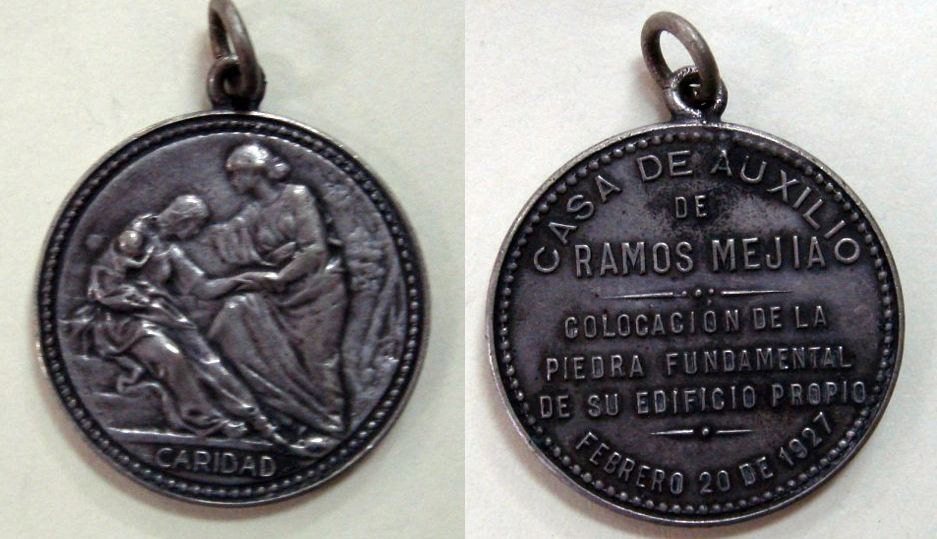 CARIDAD
CASA DE AUXILIO
DE
RAMOS MEJIA
COLOCACIÓN DE LA
PIEDRA FUNDAMENTAL
DE SU EDIFICIO PROPIO
FEBRERO 20 DE 1927